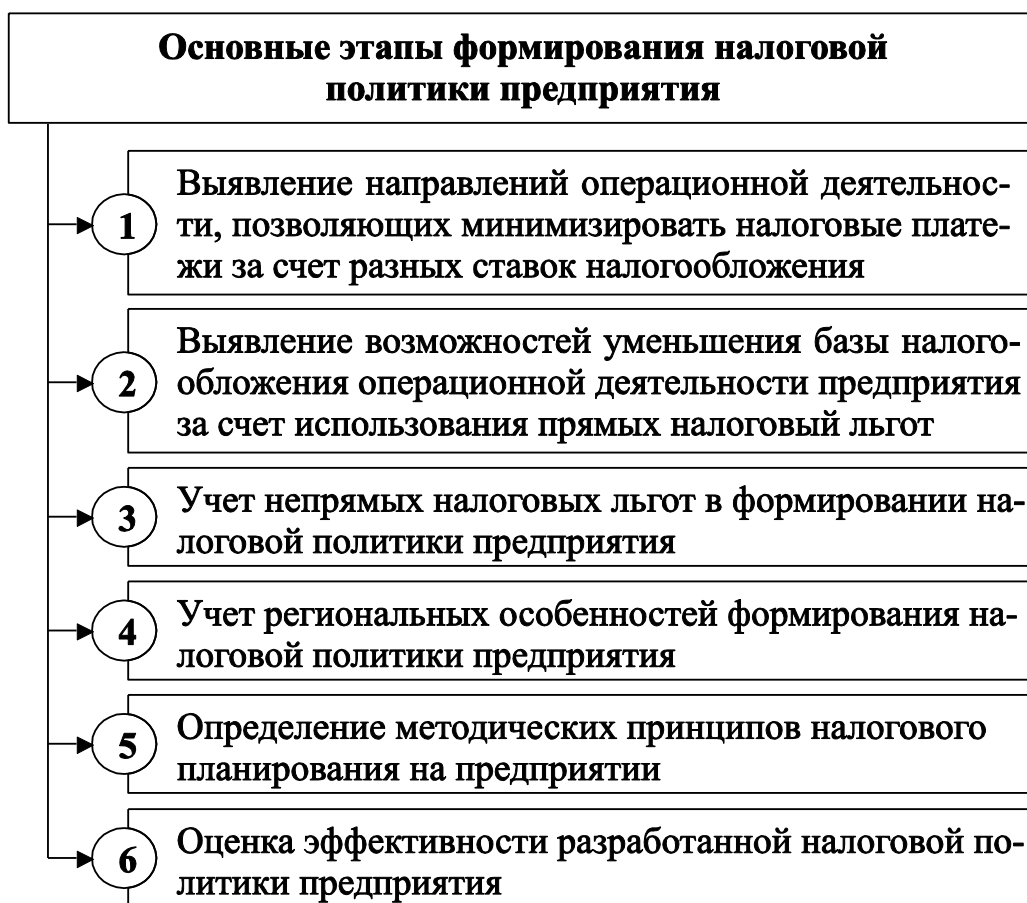 Основные этапы формирования налоговой
политики предприятия
1
Выявление направлений операционной деятельнос-
ти, позволяющих минимизировать налоговые плате-
жи за счет разных ставок налогообложения
2
Выявление возможностей уменьшения базы налого-
обложения операционной деятельности предприятия
за счет использования прямых налоговый льгот
3
Учет непрямых налоговых льгот в формировании на-
логовой политики предприятия
4
Учет региональных особенностей формирования на-
логовой политики предприятия
5
Определение методических принципов налогового
планирования на предприятии
6
Оценка эффективности разработанной налоговой по-
литики предприятия